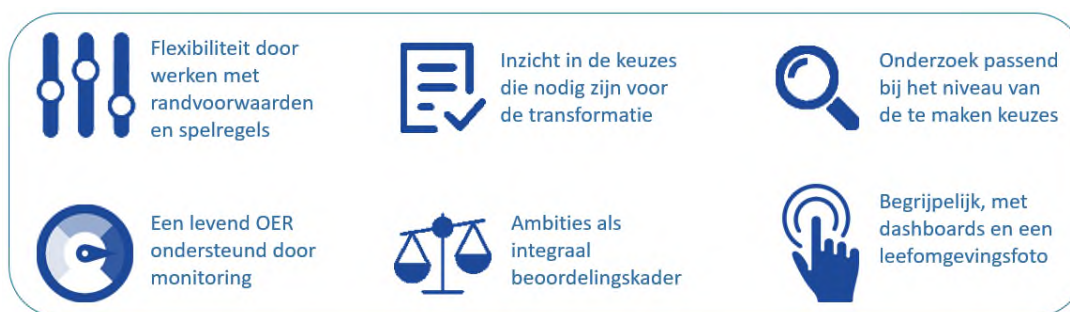 Flexibiliteit door
werken met
randvoorwaarden
en spelregels
Inzicht in de keuzes
die nodig zijn voor
de transformatie
Onderzoek passend
bij het niveau van
de te maken keuzes
Een levend OER
ondersteund door
monitoring
Ambities als
integraal
beoordelingskader
Begrijpelijk, met
dashboards en een
leefomgevingsfoto